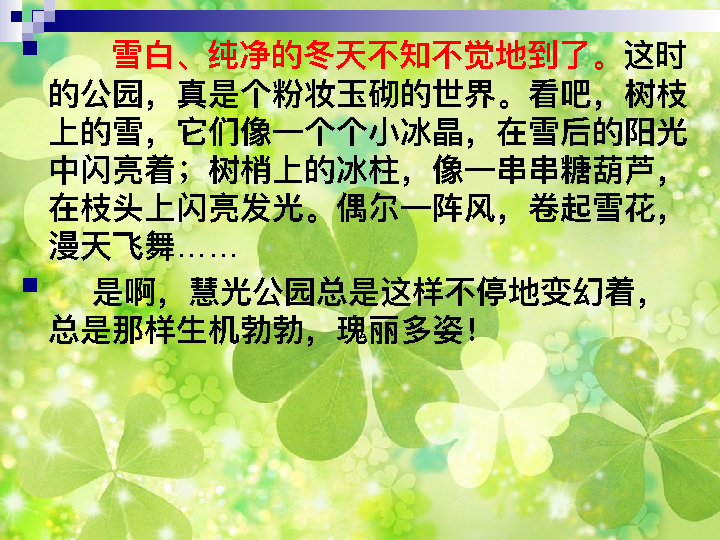 雪白、纯净的冬天不知不觉地到了。这时
的公园，真是个粉妆玉砌的世界。看吧，树枝
上的雪，它们像一个个小冰晶，在雪后的阳光
中闪亮着；树梢上的冰柱，像一串串糖葫芦，
在枝头上闪亮发光。偶尔一阵风，卷起雪花，
漫天飞舞……
是啊，慧光公园总是这样不停地变幻着，
总是那样生机勃勃，瑰丽多姿！